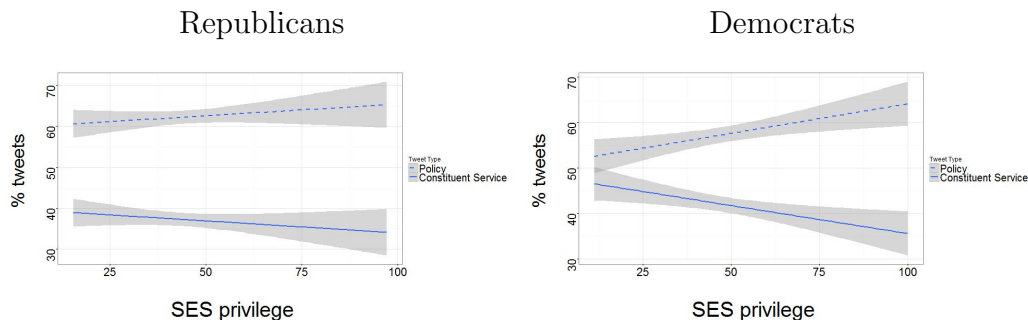 Republicans
% tweets
70
60
50
40
30
25
50
75
100
SES privilege
Tweet Type
Policy
Constituent Service
Democrats
% tweets
70
60
50
40
30
25
50
75
100
SES privilege
Tweet Type
Policy
Constituent Service